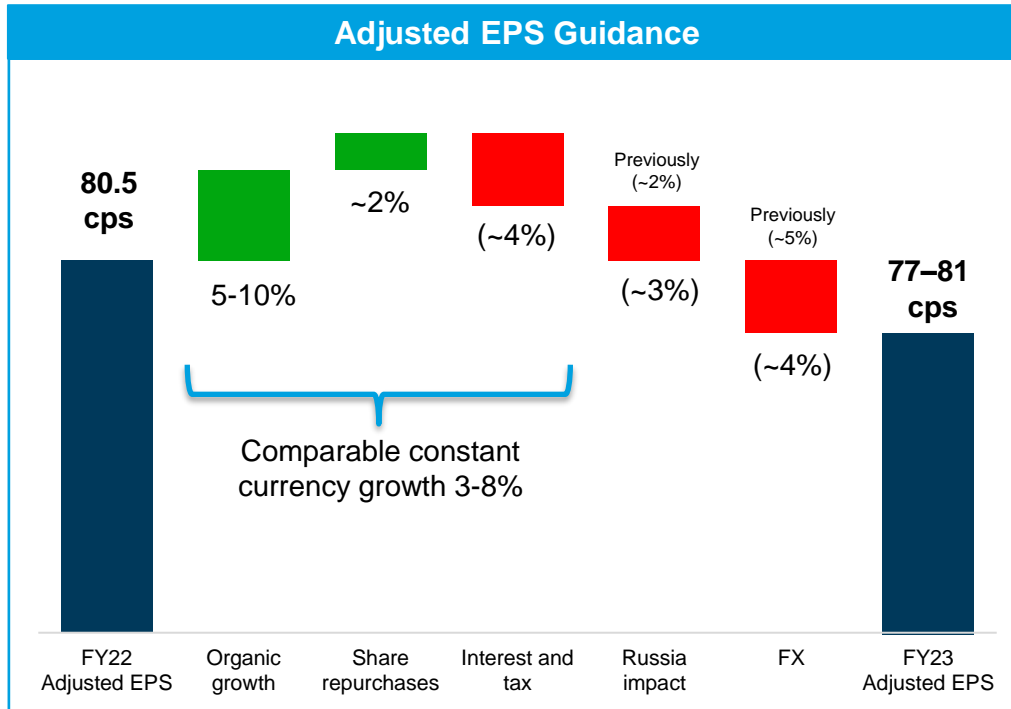 Adjusted EPS Guidance
80.5
cps
5-10%
~2%
(~4%)
Previously
(~2%)
(~3%)
Previously
(~5%)
(~4%)
77–81
cps
Comparable constant
currency growth 3-8%
FY22
Adjusted EPS
Organic
growth
Share
repurchases
Interest and
tax
Russia
impact
FX
FY23
Adjusted EPS